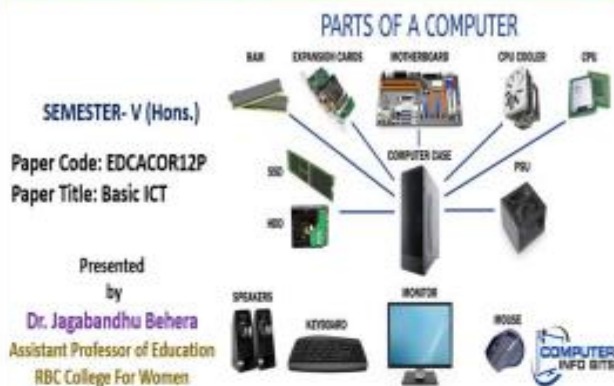 PARTS OF A COMPUTER
RAM
EXPANSION CARDS
MOTHERBOARD
CPU COOLER
CPU
SEMESTER- V (Hons.)
Paper Code: EDCACOR12P
Paper Title: Basic ICT
COMPUTER CASE
SSD
PSU
HDD
Presented
by
Dr. Jagabandhu Behera
Assistant Professor of Education
RBC College For Women
SPEAKERS
KEYBOARD
MONITOR
MOUSE
COMPUTER
INFO BITS